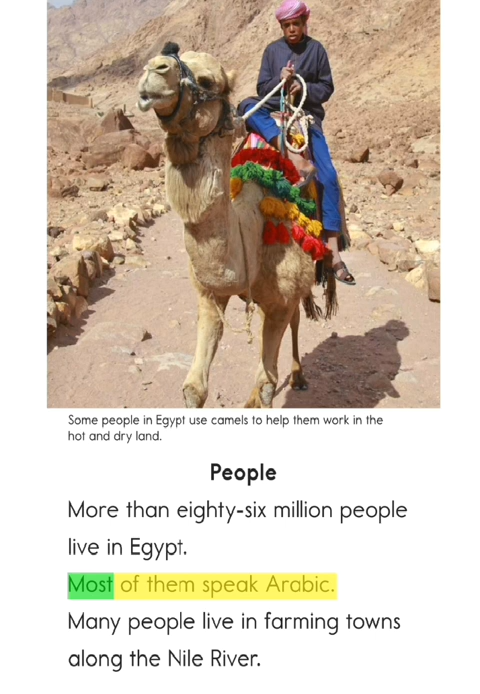 Some people in Egypt use camels to help them work in the
hot and dry land.
People
More than eighty-six million people
live in Egypt.
Most of them speak Arabic.
Many people live in farming towns
along the Nile River.